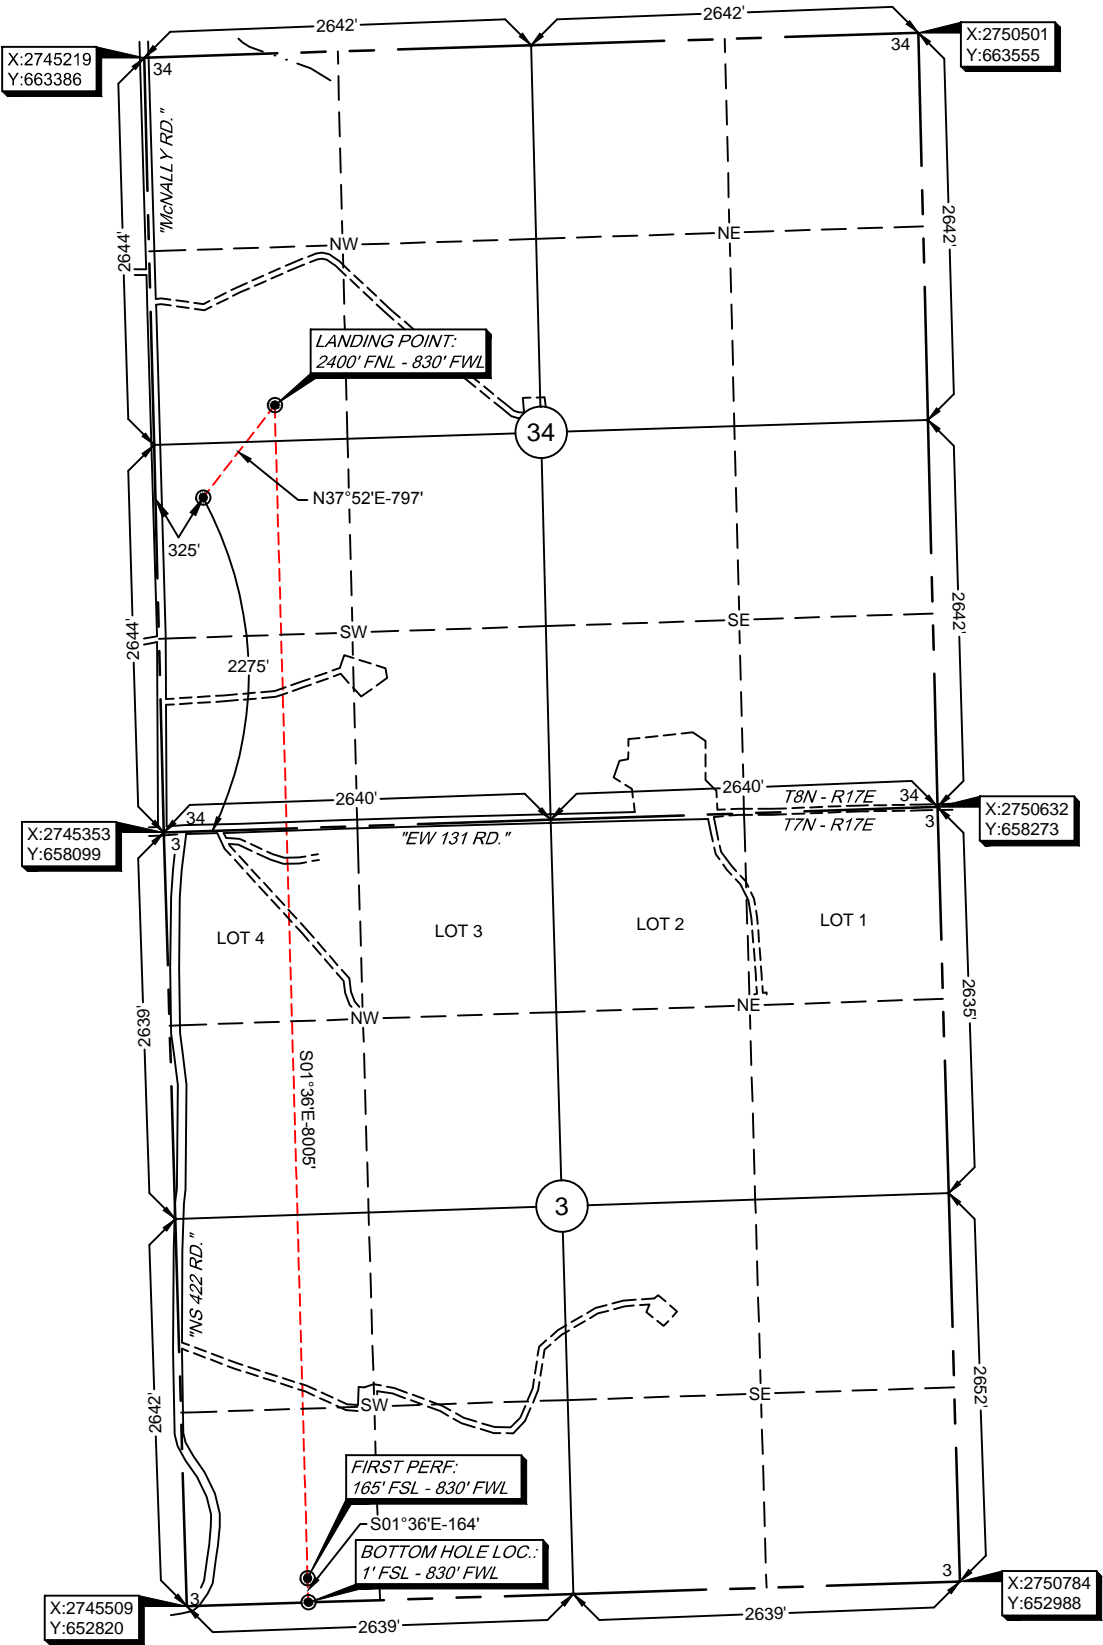 2642'
2642'
X:2745219
Y:663386
X:2750501
Y:663555
34
34
"McNALLY RD."
2644'
2642'
NW
NE
LANDING POINT:
2400' FNL - 830' FWL
34
N37°52'E-797'
325'
2644'
2642'
SW
SE
2275'
2640'
2640'
T8N - R17E
34
34
X:2745353
Y:658099
X:2750632
Y:658273
3
"EW 131 RD."
T7N - R17E
3
LOT 4
LOT 3
LOT 2
LOT 1
2639'
2635'
NW
NE
S01°36'E-8005'
3
"NS 422 RD."
2642'
2652'
SW
SE
FIRST PERF:
165' FSL - 830' FWL
S01°36'E-164'
BOTTOM HOLE LOC.:
1' FSL - 830' FWL
3
3
X:2745509
Y:652820
X:2750784
Y:652988
2639'
2639'